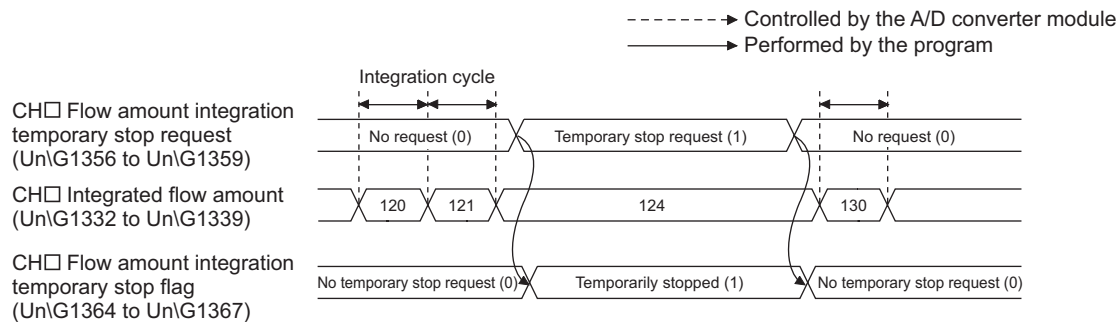 Controlled by the A/D converter module
Performed by the program
Integration cycle
CH□ Flow amount integration
temporary stop request
(Un\G1356 to Un\G1359)
No request (0)
Temporary stop request (1)
No request (0)
CH□ Integrated flow amount
(Un\G1332 to Un\G1339)
120
121
124
130
CH□ Flow amount integration
temporary stop flag
(Un\G1364 to Un\G1367)
No temporary stop request (0)
Temporarily stopped (1)
No temporary stop request (0)